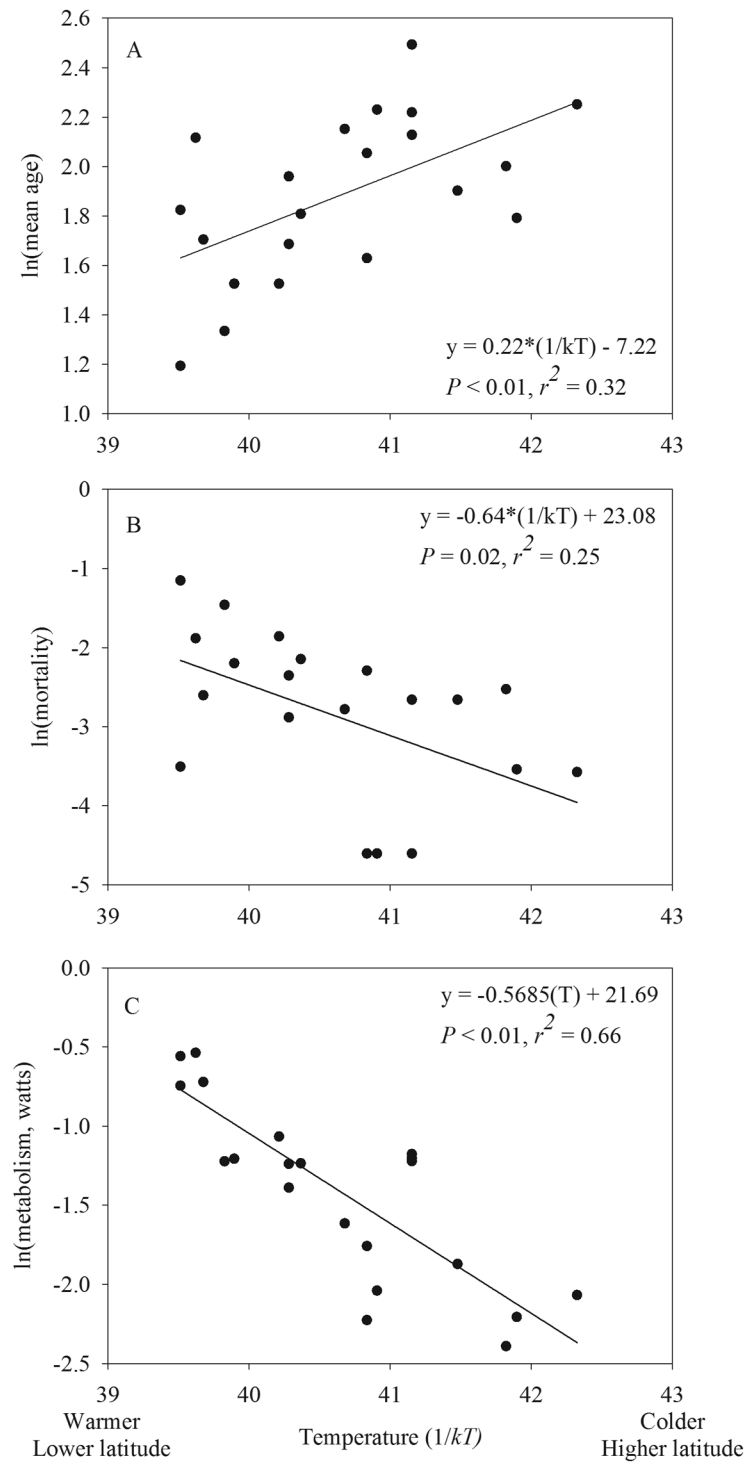 2.6
A
2.4
2.2
2.0
1.8
1.6
1.4
1.2
1.0
ln(mean age)
y = 0.22*(1/kT) - 7.22
P < 0.01, r² = 0.32
39 40 41 42 43
0
B
-1
-2
-3
-4
-5
ln(mortality)
y = -0.64*(1/kT) + 23.08
P = 0.02, r² = 0.25
39 40 41 42 43
0.0
C
-0.5
-1.0
-1.5
-2.0
-2.5
ln(metabolism, watts)
y = -0.5685(T) + 21.69
P < 0.01, r² = 0.66
39 40 41 42 43
Warmer
Lower latitude
Temperature (1/kT)
Colder
Higher latitude